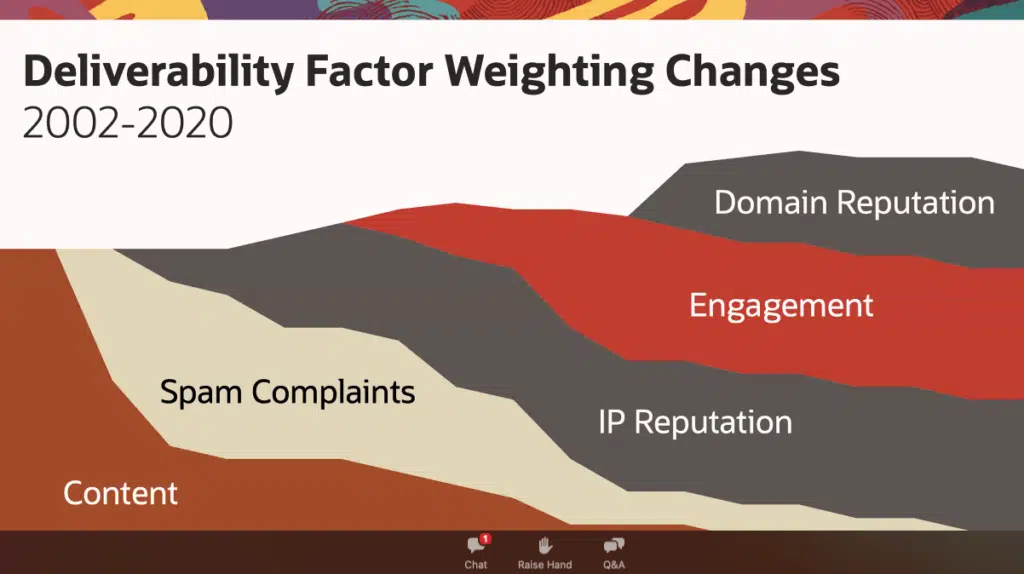 Deliverability Factor Weighting Changes
2002-2020
Domain Reputation
Engagement
Spam Complaints
IP Reputation
Content
1
Chat
Raise Hand
Q&A